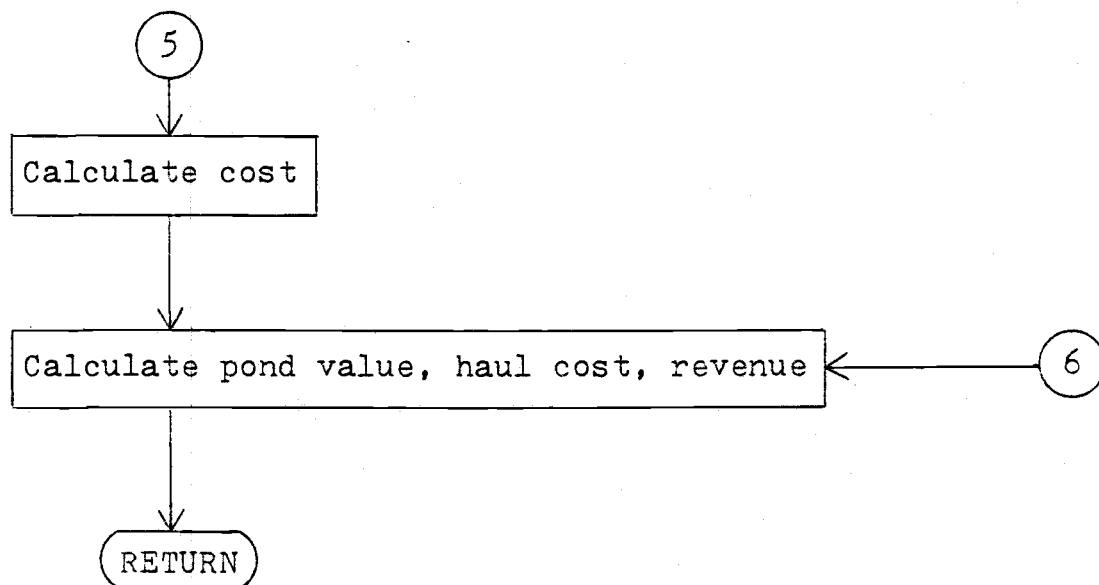 5
Calculate cost
Calculate pond value, haul cost, revenue
6
RETURN